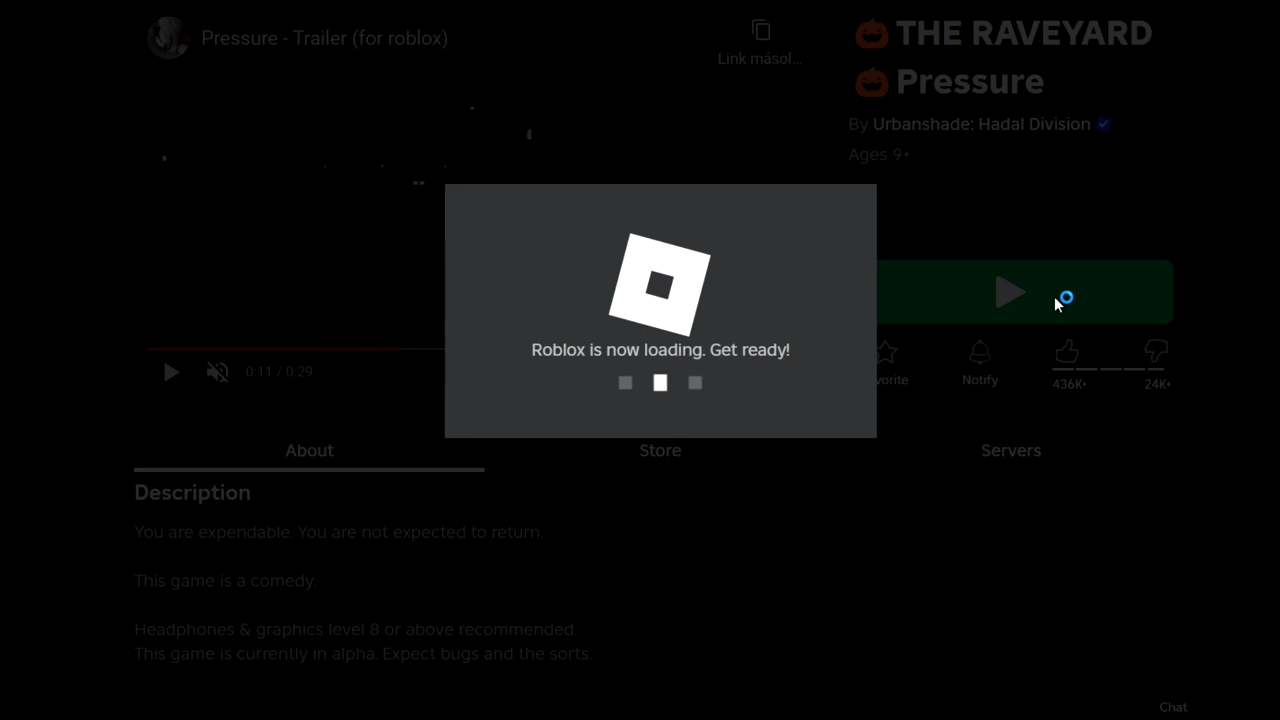 Pressure - Trailer (for roblox)
Link másol...
THE RAVEYARD
Pressure
By Urbanshade: Hadal Division
Ages 9+
Roblox is now loading. Get ready!
0:11 / 0:29
vorite
Notify
436K+
24K+
About
Store
Servers
Description
You are expendable. You are not expected to return.
This game is a comedy.
Headphones & graphics level 8 or above recommended.
This game is currently in alpha. Expect bugs and the sorts.
Chat